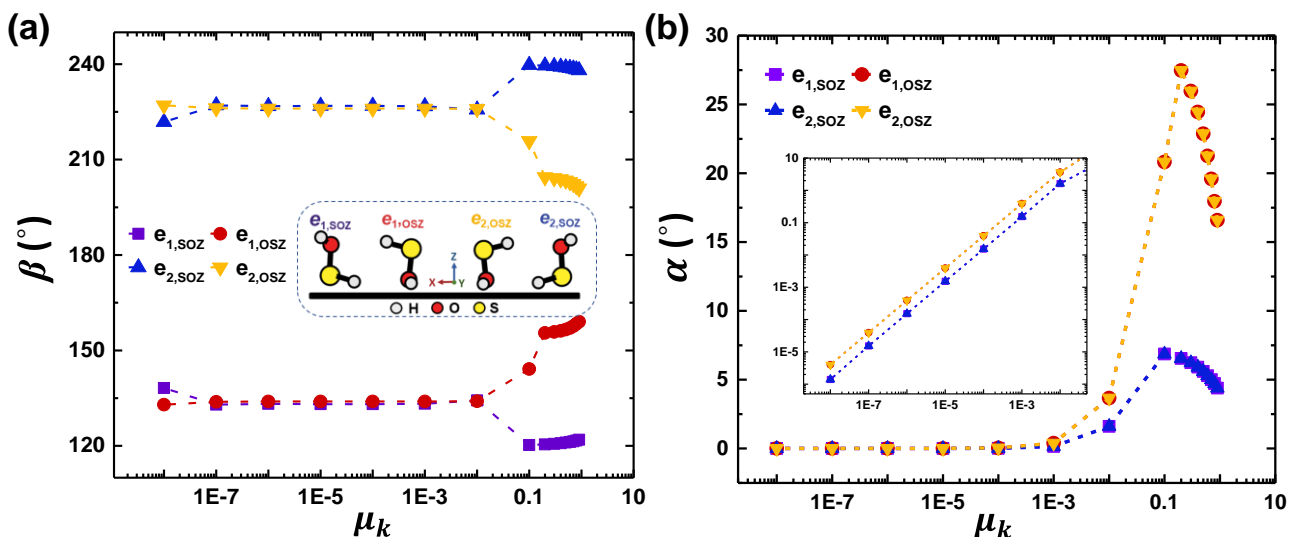 (a)
240
210
180
150
120
β (°)
e1,SOZ e1,OSZ
e2,SOZ e2,OSZ
e1,SOZ e1,OSZ e2,OSZ e2,SOZ
Z
X Y
H O S
1E-7 1E-5 1E-3 0.1 10
μk
(b)
30
25
20
15
10
5
0
α (°)
e1,SOZ e1,OSZ
e2,SOZ e2,OSZ
10
0.1
1E-3
1E-5
1E-7 1E-5 1E-3
1E-7 1E-5 1E-3 0.1 10
μk